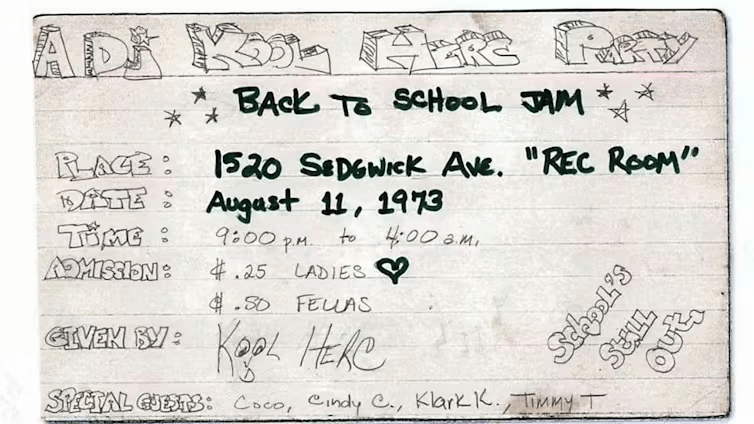 A DJ KOOL HERC PARTY
BACK TO SCHOOL JAM
PLACE: 1520 SEDGWICK AVE. "REC ROOM"
DATE: August 11, 1973
TIME: 9:00 p.m. to 4:00 a.m.
ADMISSION: $.25 LADIES ♥
$.50 FELLAS
GIVEN BY: KOOL HERC
SPECIAL GUESTS: Coco, Cindy C., Klark K., Timmy T
SCHOOL'S
STILL
OUT.